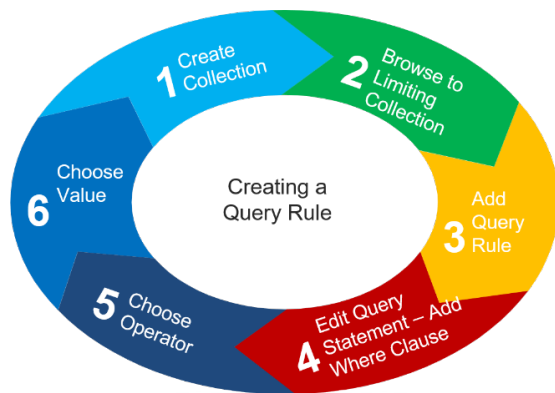 Creating a
Query Rule
1 Create
Collection
2 Browse to
Limiting
Collection
3 Add
Query
Rule
4 Edit Query
Statement – Add
Where Clause
5 Choose
Operator
6 Choose
Value